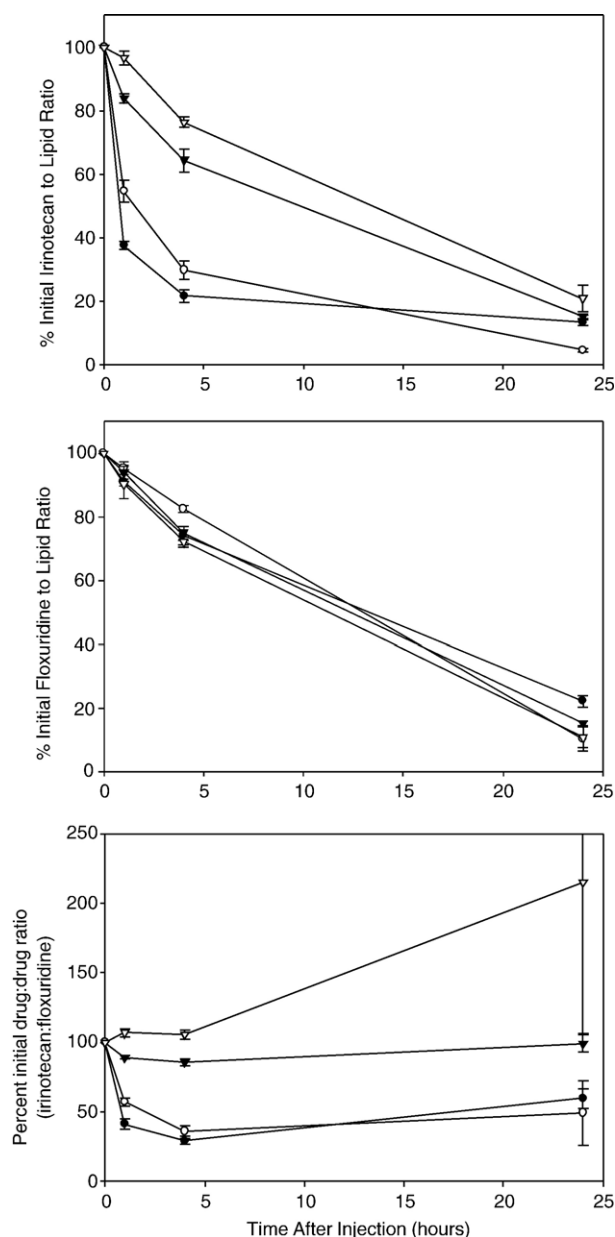 % Initial Irinotecan to Lipid Ratio
100
80
60
40
20
0
0 5 10 15 20 25
% Initial Floxuridine to Lipid Ratio
100
80
60
40
20
0
0 5 10 15 20 25
Percent initial drug:drug ratio
(irinotecan:floxuridine)
250
200
150
100
50
0
0 5 10 15 20 25
Time After Injection (hours)